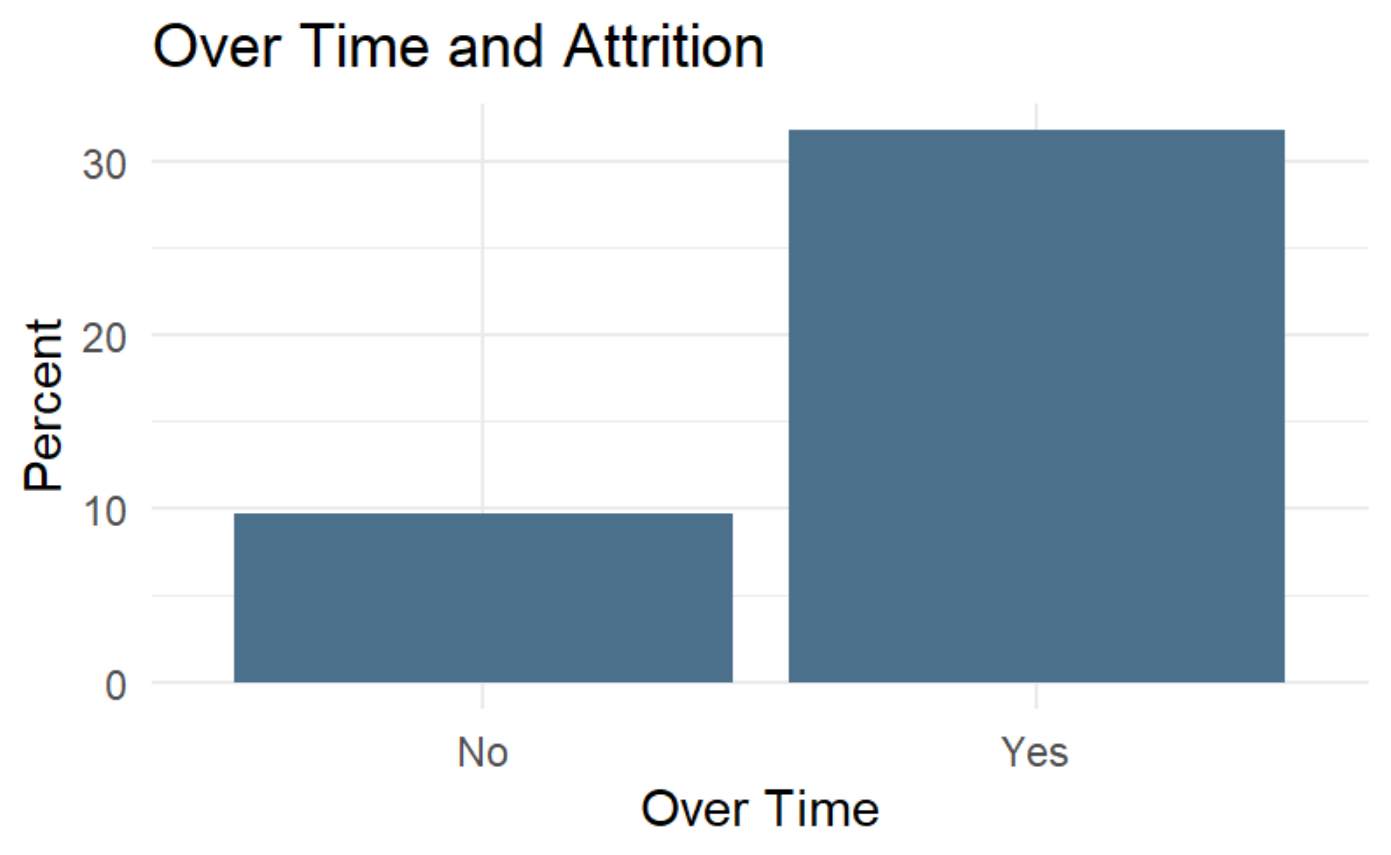 Over Time and Attrition
Percent
30
20
10
0
No
Yes
Over Time